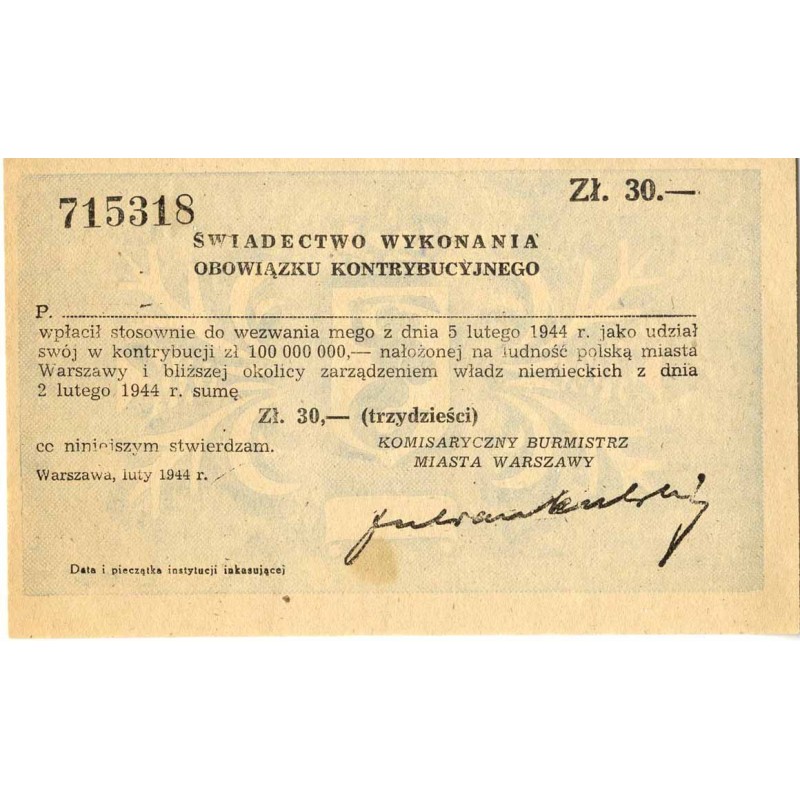 715318
Zł. 30.—
ŚWIADECTWO WYKONANIA
OBOWIĄZKU KONTRYBUCYJNEGO
P. ....................
wpłacił stosownie do wezwania mego z dnia 5 lutego 1944 r. jako udział
swój w kontrybucji zł 100 000 000,— nałożonej na ludność polską miasta
Warszawy i bliższej okolicy zarządzeniem władz niemieckich z dnia
2 lutego 1944 r. sumę
Zł. 30,— (trzydzieści)
cc niniejszym stwierdzam.
KOMISARYCZNY BURMISTRZ
MIASTA WARSZAWY
Warszawa, luty 1944 r.
Data i pieczątka instytucji inkasującej